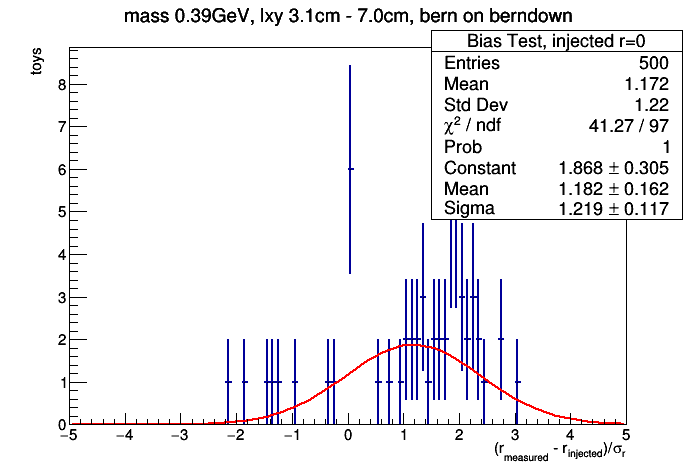 mass 0.39GeV, lxy 3.1cm - 7.0cm, bern on berndown
Bias Test, injected r=0
Entries 500
Mean 1.172
Std Dev 1.22
χ² / ndf 41.27 / 97
Prob 1
Constant 1.868 ± 0.305
Mean 1.182 ± 0.162
Sigma 1.219 ± 0.117
toys
8
7
6
5
4
3
2
1
0
−5 −4 −3 −2 −1 0 1 2 3 4 5
(r_measured - r_injected)/σ_r